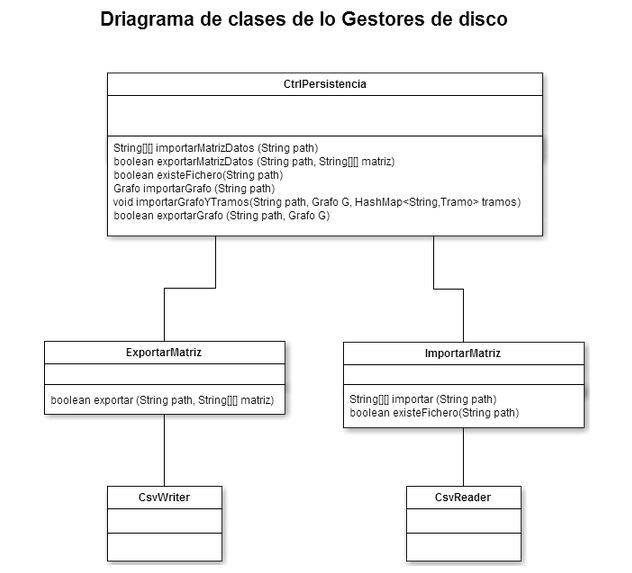 Driagrama de clases de lo Gestores de disco
CtrlPersistencia
String[][] importarMatrizDatos (String path)
boolean exportarMatrizDatos (String path, String[][] matriz)
boolean existeFichero(String path)
Grafo importarGrafo (String path)
void importarGrafoYTramos(String path, Grafo G, HashMap<String,Tramo> tramos)
boolean exportarGrafo (String path, Grafo G)
ExportarMatriz
boolean exportar (String path, String[][] matriz)
ImportarMatriz
String[][] importar (String path)
boolean existeFichero(String path)
CsvWriter
CsvReader